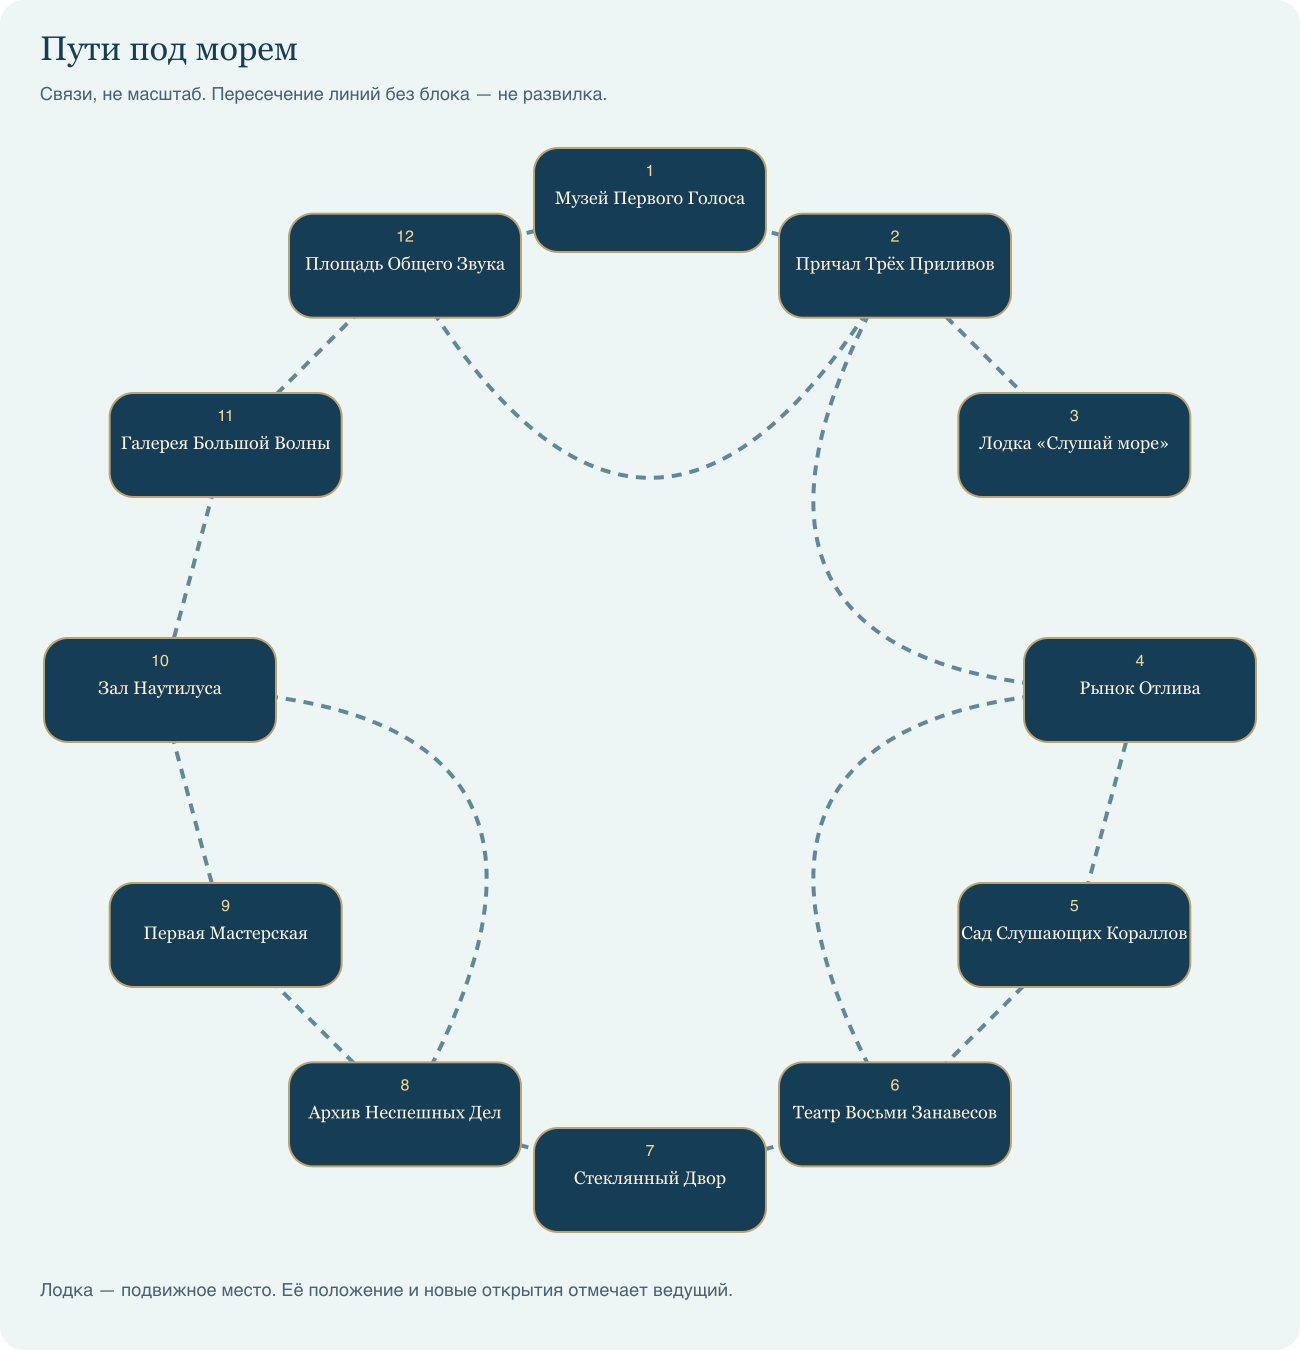 Пути под морем
Связи, не масштаб. Пересечение линий без блока — не развилка.
1
Музей Первого Голоса
12
Площадь Общего Звука
2
Причал Трёх Приливов
11
Галерея Большой Волны
3
Лодка «Слушай море»
10
Зал Наутилуса
4
Рынок Отлива
9
Первая Мастерская
5
Сад Слушающих Кораллов
8
Архив Неспешных Дел
6
Театр Восьми Занавесов
7
Стеклянный Двор
Лодка — подвижное место. Её положение и новые открытия отмечает ведущий.